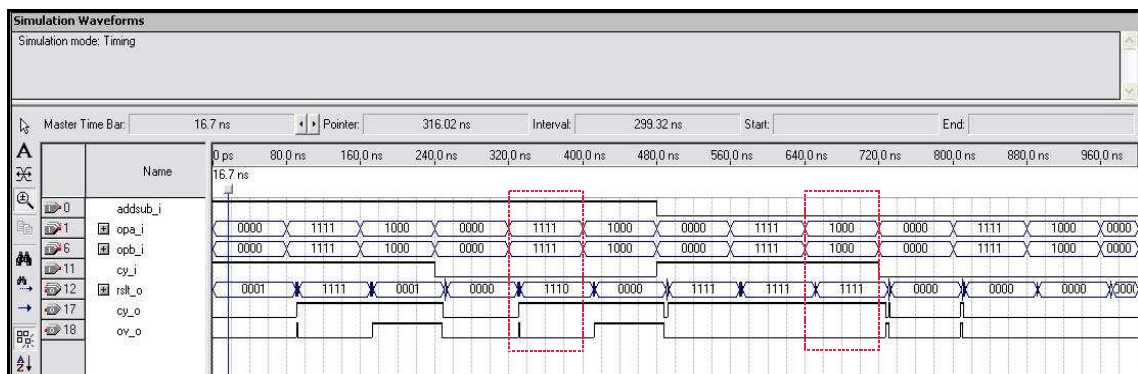 Simulation Waveforms
Simulation mode: Timing
Master Time Bar: 16.7 ns Pointer: 316.02 ns Interval: 299.32 ns Start: End:
Name 0 ps 80.0 ns 160.0 ns 240.0 ns 320.0 ns 400.0 ns 480.0 ns 560.0 ns 640.0 ns 720.0 ns 800.0 ns 880.0 ns 960.0 ns
16.7 ns
0 addsub_i
1 opa_i 0000 1111 1000 0000 1111 1000 0000 1111 1000 0000 1111 1000 0000
6 opb_i 0000 1111 1000 0000 1111 1000 0000 1111 1000 0000 1111 1000 0000
11 cy_i
12 rslt_o 0001 1111 0001 0000 1110 0000 1111 1111 1111 0000 0000 0000 0000
17 cy_o
18 ov_o